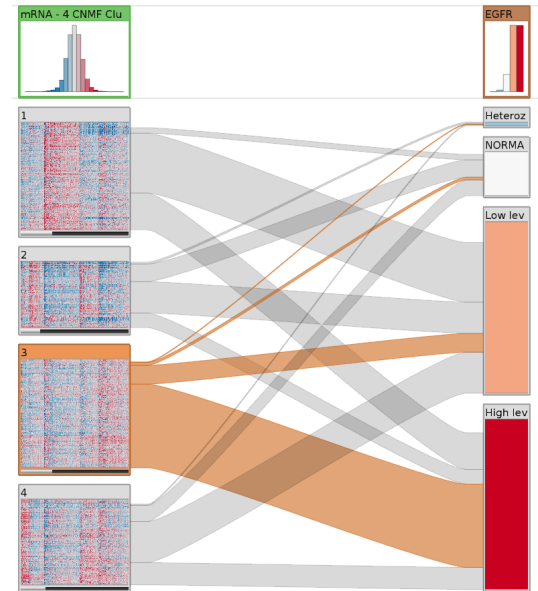 mRNA - 4 CNMF Clu
EGFR
1
Heteroz
NORMA
Low lev
2
3
High lev
4